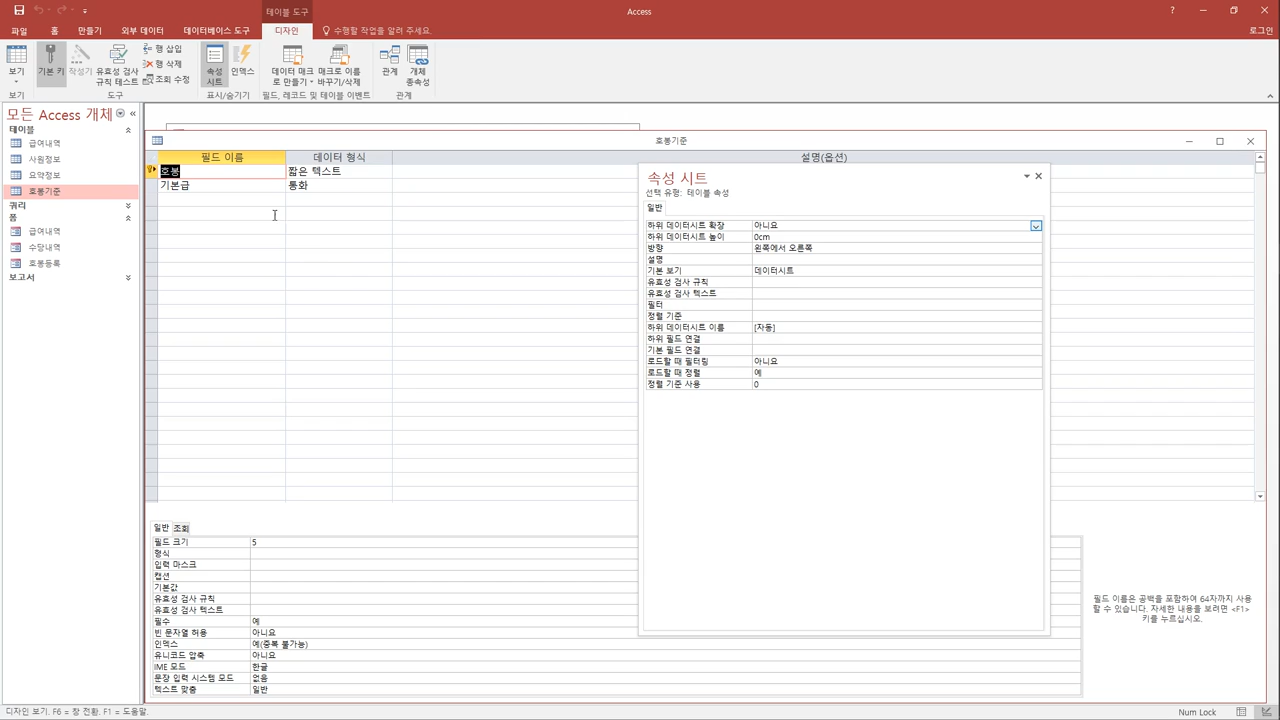 테이블 도구
Access
?
파일
홈
만들기
외부 데이터
데이터베이스 도구
디자인
수행할 작업을 알려 주세요.
로그인
보기
기본 키
작성기
유효성 검사 규칙 테스트
행 삽입
행 삭제
조회 수정
속성 시트
인덱스
데이터 매크로 만들기
매크로 이름 바꾸기/삭제
관계
개체 종속성
보기
도구
표시/숨기기
필드, 레코드 및 테이블 이벤트
관계
모든 Access 개체
테이블
급여내역
사원정보
요약정보
호봉기준
쿼리
폼
급여내역
수당내역
호봉등록
보고서
호봉기준
필드 이름 데이터 형식 설명(옵션)
호봉 짧은 텍스트
기본급 통화
속성 시트
선택 유형: 테이블 속성
일반
하위 데이터시트 확장 아니요
하위 데이터시트 높이 0cm
방향 왼쪽에서 오른쪽
설명
기본 보기 데이터시트
유효성 검사 규칙
유효성 검사 텍스트
필터
정렬 기준
하위 데이터시트 이름 [자동]
하위 필드 연결
기본 필드 연결
로드할 때 필터링 아니요
로드할 때 정렬 예
정렬 기준 사용 0
일반 조회
필드 크기 5
형식
입력 마스크
캡션
기본값
유효성 검사 규칙
유효성 검사 텍스트
필수 예
빈 문자열 허용 아니요
인덱스 예(중복 불가능)
유니코드 압축 아니요
IME 모드 한글
문장 입력 시스템 모드 없음
텍스트 맞춤 일반
필드 이름은 공백을 포함하여 64자까지 사용
할 수 있습니다. 자세한 내용을 보려면 <F1>
키를 누르십시오.
디자인 보기. F6 = 창 전환. F1 = 도움말.
Num Lock